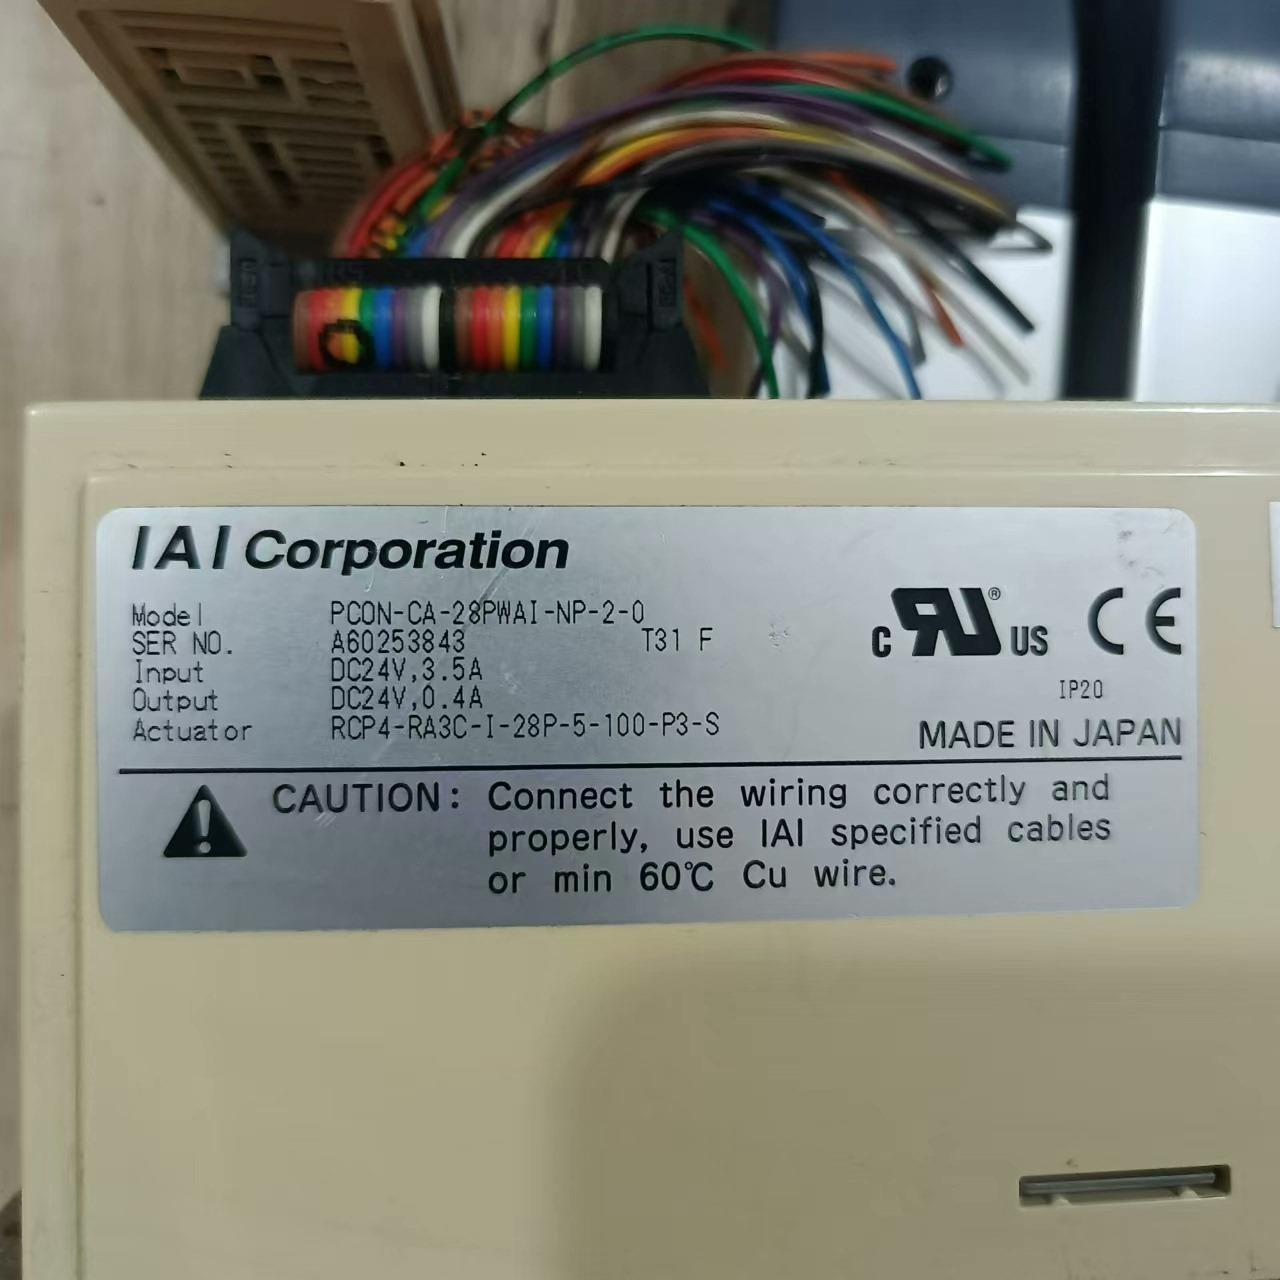 IAI Corporation
Model PCON-CA-28PWAI-NP-2-0
SER NO. A60253843 T31 F
Input DC24V,3.5A
Output DC24V,0.4A
Actuator RCP4-RA3C-I-28P-5-100-P3-S
c RU ® US CE
IP20
MADE IN JAPAN
CAUTION: Connect the wiring correctly and
properly, use IAI specified cables
or min 60℃ Cu wire.